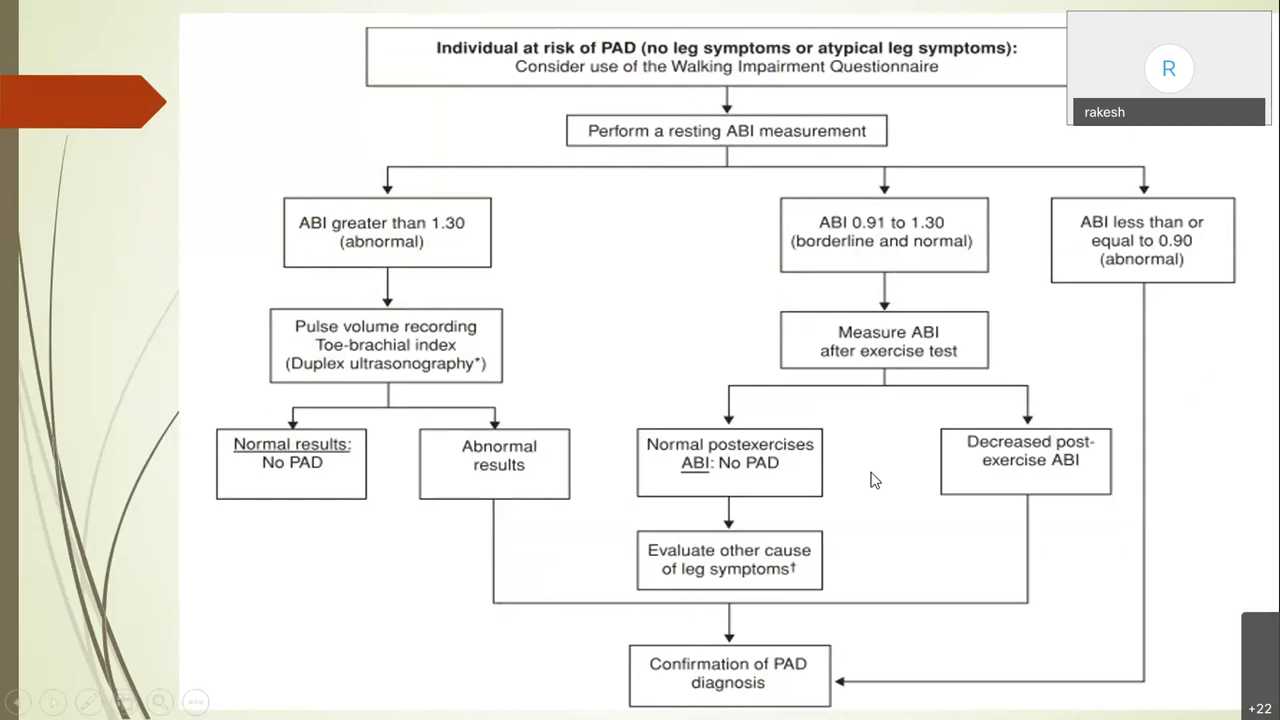 Individual at risk of PAD (no leg symptoms or atypical leg symptoms):
Consider use of the Walking Impairment Questionnaire
R
rakesh
Perform a resting ABI measurement
ABI greater than 1.30
(abnormal)
ABI 0.91 to 1.30
(borderline and normal)
ABI less than or
equal to 0.90
(abnormal)
Pulse volume recording
Toe-brachial index
(Duplex ultrasonography*)
Measure ABI
after exercise test
Normal results:
No PAD
Abnormal
results
Normal postexercises
ABI: No PAD
Decreased post-
exercise ABI
Evaluate other cause
of leg symptoms†
Confirmation of PAD
diagnosis
+22